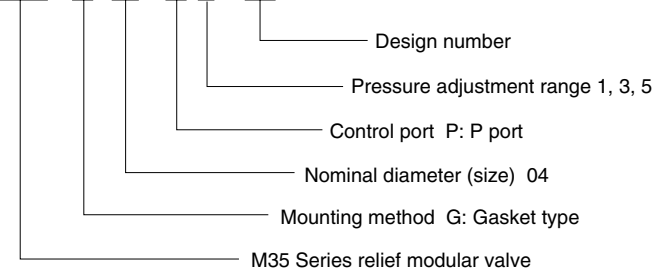 Design number
Pressure adjustment range 1, 3, 5
Control port P: P port
Nominal diameter (size) 04
Mounting method G: Gasket type
M35 Series relief modular valve